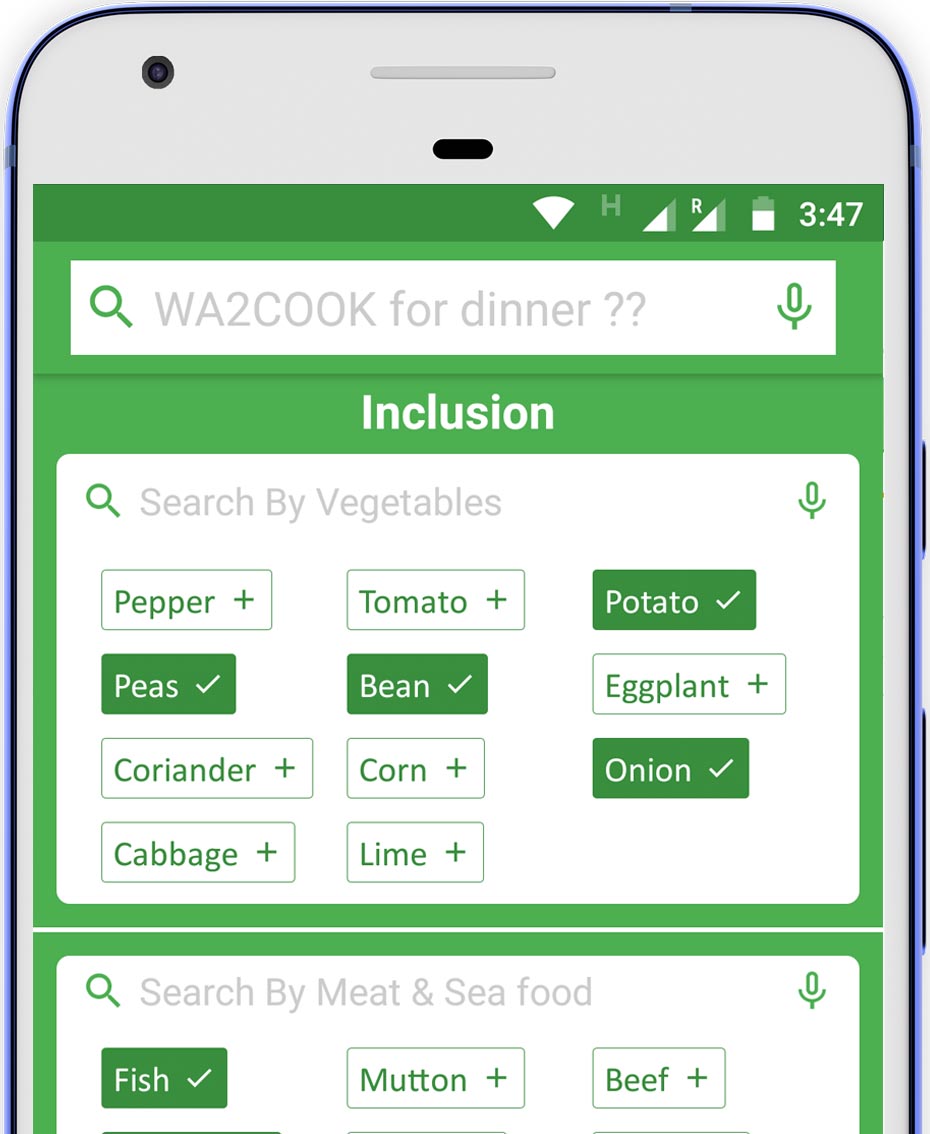 H R 3:47
WA2COOK for dinner ??
Inclusion
Search By Vegetables
Pepper + Tomato + Potato ✓
Peas ✓ Bean ✓ Eggplant +
Coriander + Corn + Onion ✓
Cabbage + Lime +
Search By Meat & Sea food
Fish ✓ Mutton + Beef +